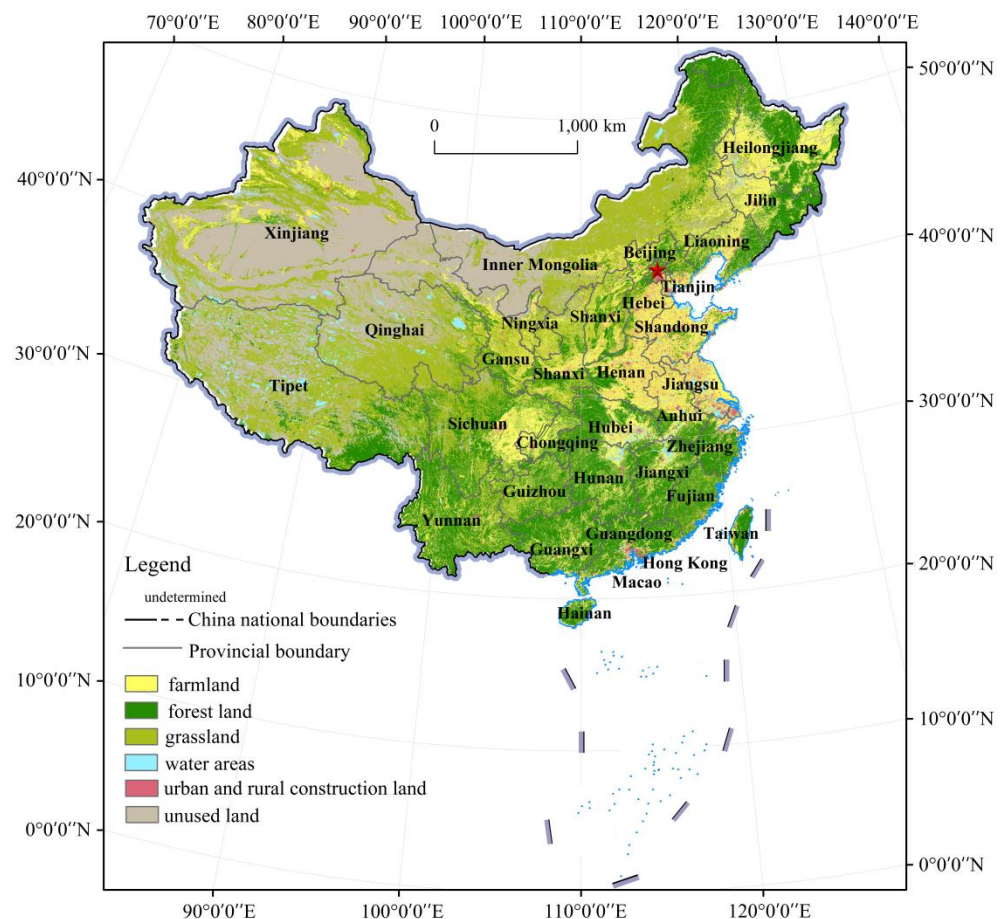 70°0′0′′E 80°0′0′′E 90°0′0′′E 100°0′0′′E 110°0′0′′E 120°0′0′′E 130°0′0′′E 140°0′0′′E
50°0′0′′N
0 1,000 km
Heilongjiang
40°0′0′′N
Jilin
Xinjiang
Liaoning
40°0′0′′N
Beijing
Inner Mongolia
Tianjin
Hebei
Shanxi
Ningxia
Shandong
Qinghai
30°0′0′′N
Gansu
Shanxi
Henan
Tipet
Jiangsu
30°0′0′′N
Anhui
Sichuan
Hubei
Chongqing
Zhejiang
Jiangxi
Hunan
Guizhou
Fujian
20°0′0′′N
Yunnan
Guangdong
Taiwan
Guangxi
Hong Kong
20°0′0′′N
Macao
Hainan
Legend
undetermined
China national boundaries
Provincial boundary
10°0′0′′N
farmland
forest land
10°0′0′′N
grassland
water areas
urban and rural construction land
unused land
0°0′0′′N
0°0′0′′N
90°0′0′′E 100°0′0′′E 110°0′0′′E 120°0′0′′E